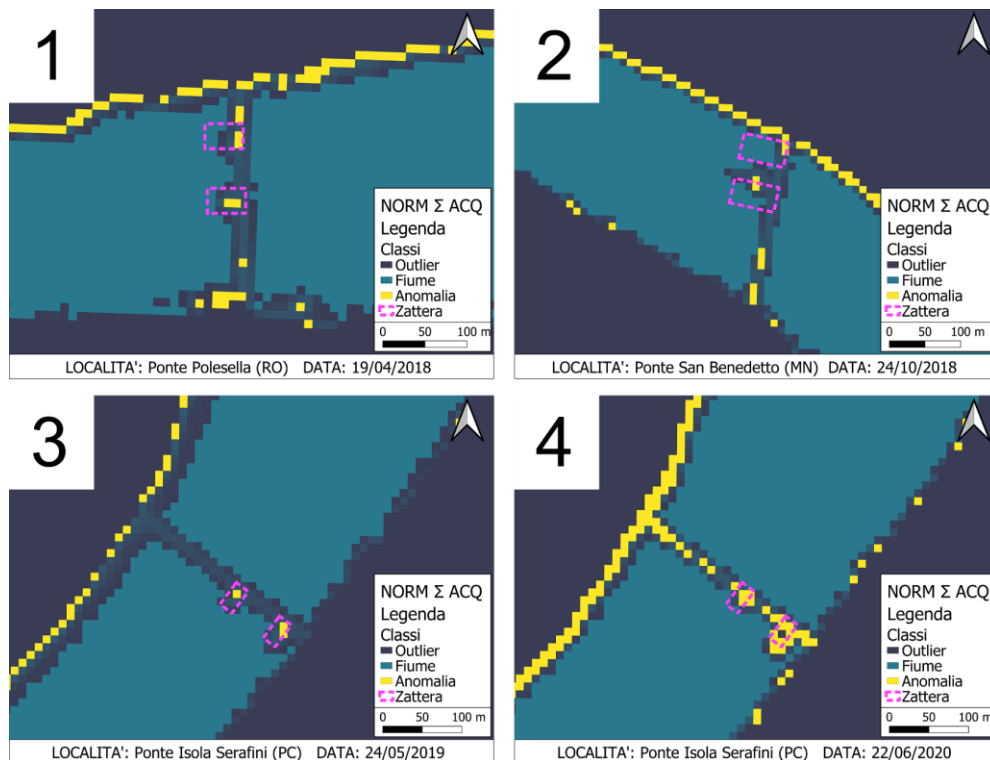 1
NORM Σ ACQ
Legenda
Classi
Outlier
Fiume
Anomalia
Zattera
0 50 100 m
LOCALITA': Ponte Polesella (RO) DATA: 19/04/2018
2
NORM Σ ACQ
Legenda
Classi
Outlier
Fiume
Anomalia
Zattera
0 50 100 m
LOCALITA': Ponte San Benedetto (MN) DATA: 24/10/2018
3
NORM Σ ACQ
Legenda
Classi
Outlier
Fiume
Anomalia
Zattera
0 50 100 m
LOCALITA': Ponte Isola Serafini (PC) DATA: 24/05/2019
4
NORM Σ ACQ
Legenda
Classi
Outlier
Fiume
Anomalia
Zattera
0 50 100 m
LOCALITA': Ponte Isola Serafini (PC) DATA: 22/06/2020